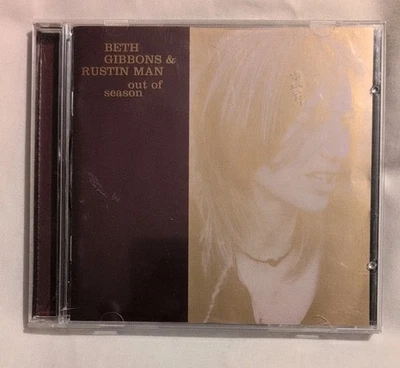 BETH
GIBBONS &
RUSTIN MAN
out of
season